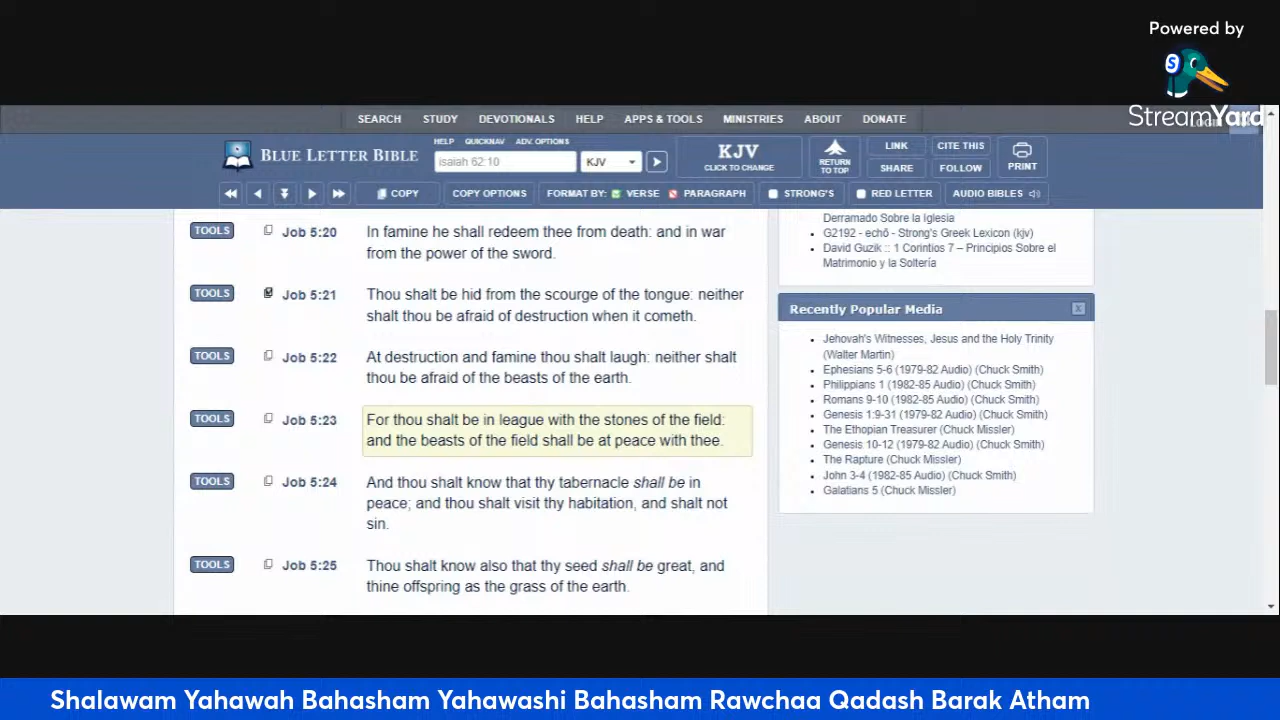 Powered by
S
StreamYard
SEARCH STUDY DEVOTIONALS HELP APPS & TOOLS MINISTRIES ABOUT DONATE
HELP QUICKNAV ADV. OPTIONS
BLUE LETTER BIBLE
isaiah 62:10
KJV
KJV
CLICK TO CHANGE
RETURN
TO TOP
LINK
CITE THIS
SHARE
FOLLOW
PRINT
COPY COPY OPTIONS FORMAT BY: VERSE PARAGRAPH STRONG'S RED LETTER AUDIO BIBLES
TOOLS Job 5:20 In famine he shall redeem thee from death: and in war
from the power of the sword.
TOOLS Job 5:21 Thou shalt be hid from the scourge of the tongue: neither
shalt thou be afraid of destruction when it cometh.
TOOLS Job 5:22 At destruction and famine thou shalt laugh: neither shalt
thou be afraid of the beasts of the earth.
TOOLS Job 5:23 For thou shalt be in league with the stones of the field:
and the beasts of the field shall be at peace with thee.
TOOLS Job 5:24 And thou shalt know that thy tabernacle shall be in
peace; and thou shalt visit thy habitation, and shalt not
sin.
TOOLS Job 5:25 Thou shalt know also that thy seed shall be great, and
thine offspring as the grass of the earth.
Derramado Sobre la Iglesia
G2192 - echō - Strong's Greek Lexicon (kjv)
David Guzik :: 1 Corintios 7 – Principios Sobre el
Matrimonio y la Soltería
Recently Popular Media
Jehovah's Witnesses, Jesus and the Holy Trinity
(Walter Martin)
Ephesians 5-6 (1979-82 Audio) (Chuck Smith)
Philippians 1 (1982-85 Audio) (Chuck Smith)
Romans 9-10 (1982-85 Audio) (Chuck Smith)
Genesis 1:9-31 (1979-82 Audio) (Chuck Smith)
The Ethopian Treasurer (Chuck Missler)
Genesis 10-12 (1979-82 Audio) (Chuck Smith)
The Rapture (Chuck Missler)
John 3-4 (1982-85 Audio) (Chuck Smith)
Galatians 5 (Chuck Missler)
Shalawam Yahawah Bahasham Yahawashi Bahasham Rawchaa Qadash Barak Atham